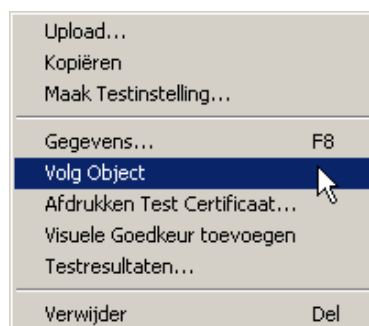 Upload...
Kopiëren
Maak Testinstelling...
Gegevens... F8
Volg Object
Afdrukken Test Certificaat...
Visuele Goedkeur toevoegen
Testresultaten...
Verwijder Del